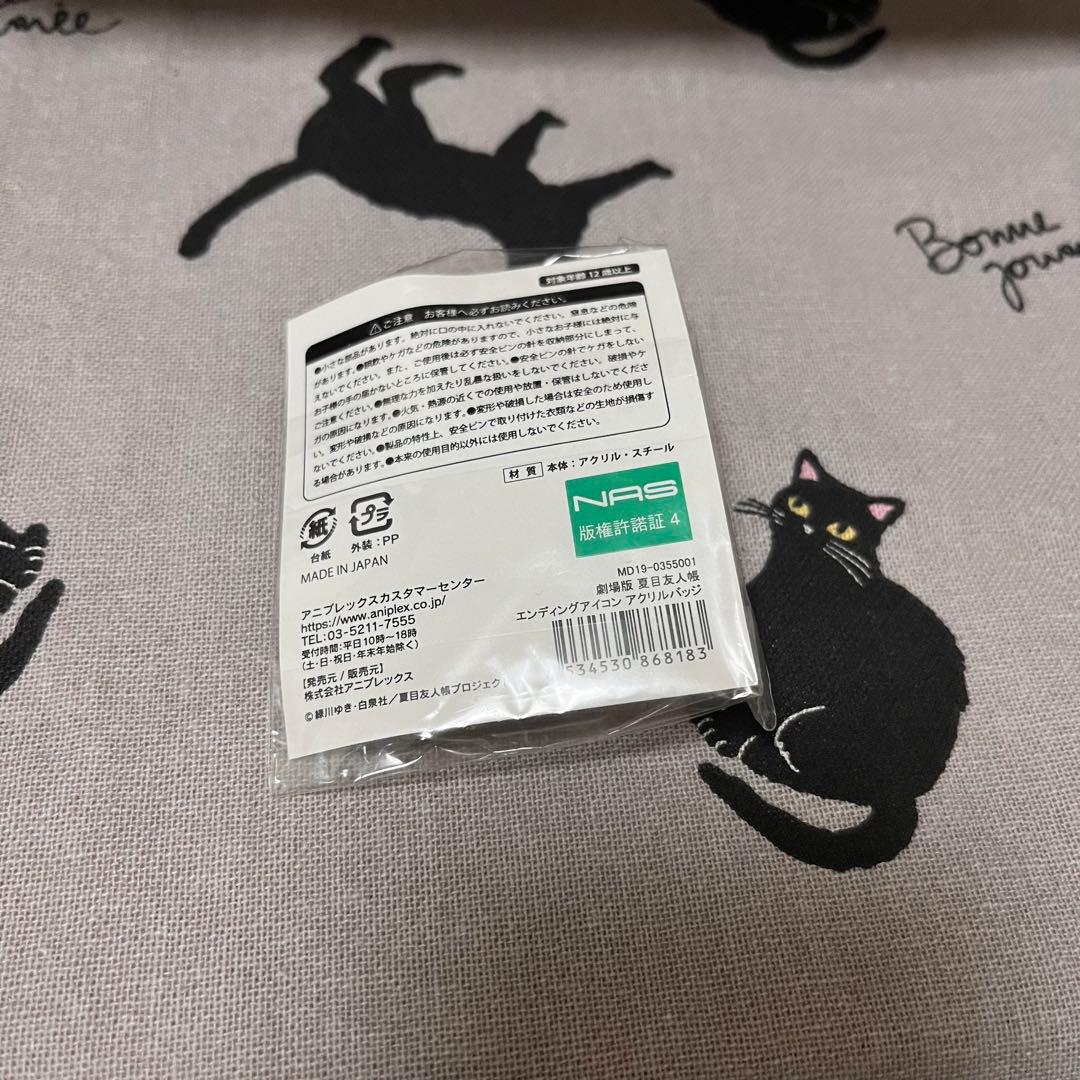 Bonne
対象年齢12歳以上
⚠ご注意 お客様へ必ずお読みください。
●小さな部品があります。絶対に口の中に入れないでください。窒息などの危険
があります。●誤飲やケガなどの危険がありますので、小さなお子様には絶対に与
えないでください。また、ご使用後は必ず安全ピンの針を収納部分にしまって、
お子様の手の届かないところに保管してください。●安全ピンの針でケガをしない
ご注意ください。●無理な力を加えたり乱暴な扱いをしないでください。破損やケ
ガの原因になります。●火気・熱源の近くでの使用や放置・保管はしないでくださ
い。変形や破損などの原因になります。●変形や破損した場合は安全のため使用し
ないでください。●製品の特性上、安全ピンで取り付けた衣類などの生地が損傷す
る場合があります。●本来の使用目的以外には使用しないでください。
材質 本体:アクリル・スチール
紙
台紙
プラ
外装:PP
NAS
版権許諾証 4
MADE IN JAPAN
MD19-0355001
劇場版 夏目友人帳
エンディングアイコン アクリルバッジ
534530 868183
アニプレックスカスタマーセンター
https://www.aniplex.co.jp/
TEL:03-5211-7555
受付時間:平日10時〜18時
(土・日・祝日・年末年始除く)
【発売元 / 販売元】
株式会社アニプレックス
©緑川ゆき・白泉社/夏目友人帳プロジェク